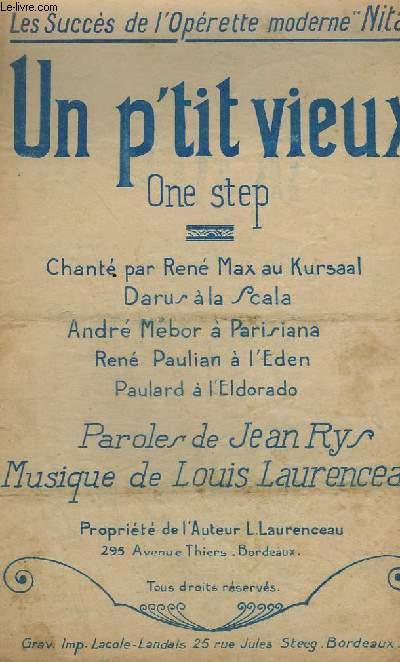 Le-livre.com
Les Succès de l'Opérette moderne "Nita
Un p'tit vieux
One step
Chanté par René Max au Kursaal
Darus à la Scala
André Mébor à Parisiana
René Paulian à l'Eden
Paulard à l'Eldorado
Paroles de Jean Rys
Musique de Louis Laurencea
Propriété de l'Auteur L.Laurenceau
295 Avenue Thiers. Bordeaux.
Tous droits réservés.
Grav. Imp. Lacole-Landais 25 rue Jules Steeg. Bordeaux.